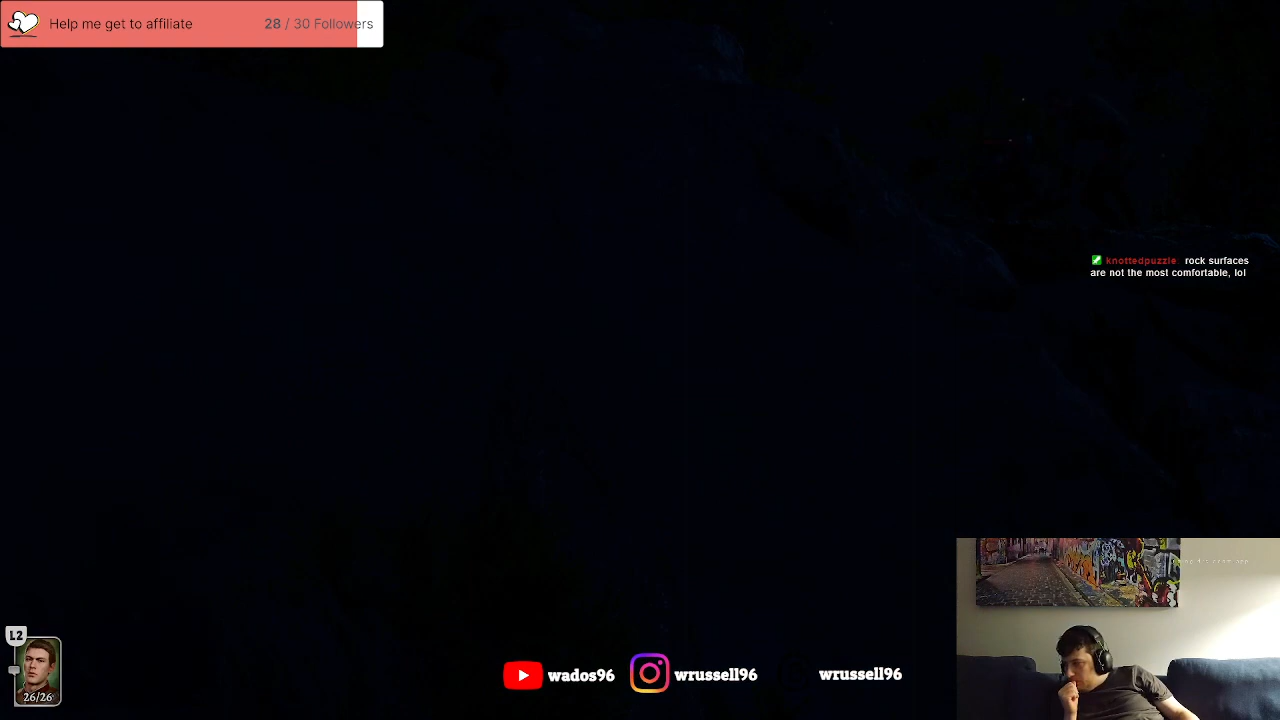 Help me get to affiliate 28 / 30 Followers
knottedpuzzle: rock surfaces
are not the most comfortable, lol
L2
26/26
wados96 wrussell96 wrussell96